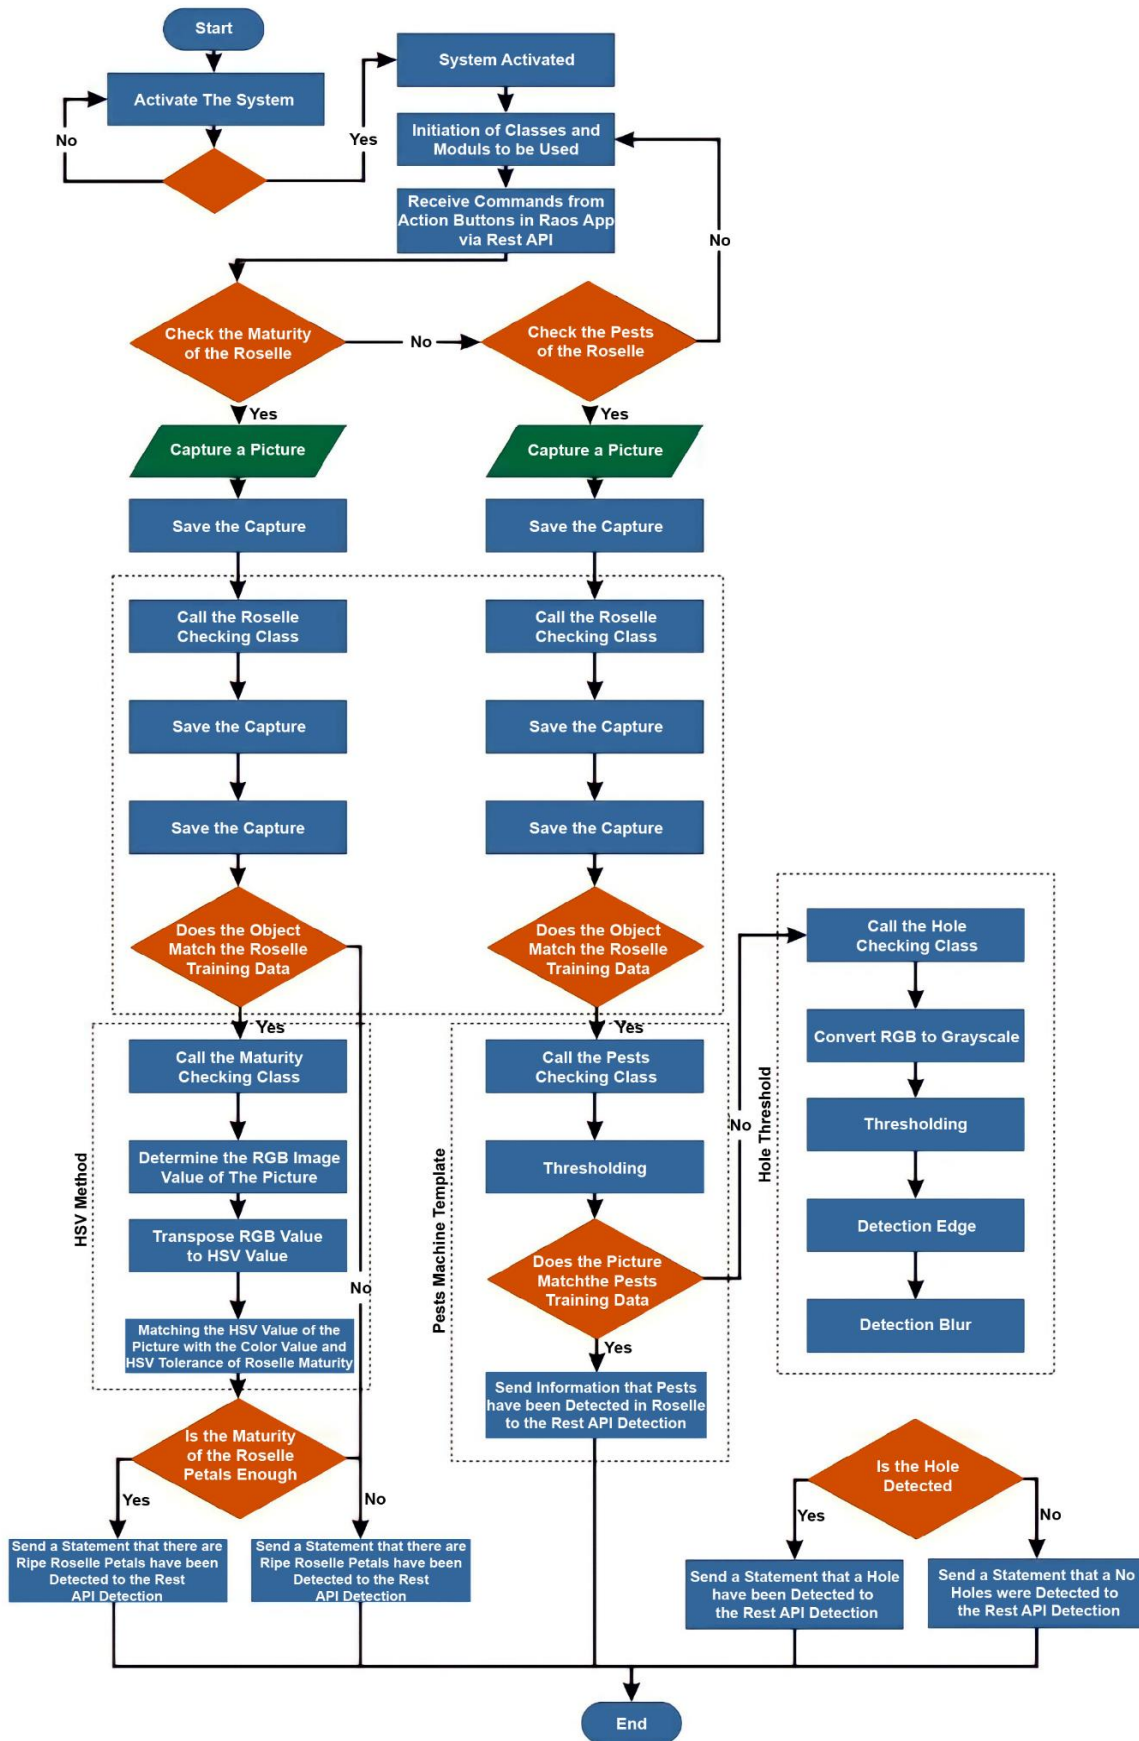 Start
Activate The System
No
Yes
System Activated
Initiation of Classes and
Moduls to be Used
Receive Commands from
Action Buttons in Raos App
via Rest API
No
Check the Maturity
of the Roselle
No
Check the Pests
of the Roselle
Yes
Yes
Capture a Picture
Capture a Picture
Save the Capture
Save the Capture
Call the Roselle
Checking Class
Call the Roselle
Checking Class
Save the Capture
Save the Capture
Save the Capture
Save the Capture
Does the Object
Match the Roselle
Training Data
Does the Object
Match the Roselle
Training Data
Yes
Yes
HSV Method
Call the Maturity
Checking Class
Determine the RGB Image
Value of The Picture
Transpose RGB Value
to HSV Value
Matching the HSV Value of the
Picture with the Color Value and
HSV Tolerance of Roselle Maturity
No
Is the Maturity
of the Roselle
Petals Enough
Yes
No
Send a Statement that there are
Ripe Roselle Petals have been
Detected to the Rest
API Detection
Send a Statement that there are
Ripe Roselle Petals have been
Detected to the Rest
API Detection
Pests Machine Template
Call the Pests
Checking Class
Thresholding
Does the Picture
Matchthe Pests
Training Data
No
Yes
Send Information that Pests
have been Detected in Roselle
to the Rest API Detection
Hole Threshold
Call the Hole
Checking Class
Convert RGB to Grayscale
Thresholding
Detection Edge
Detection Blur
Is the Hole
Detected
Yes
No
Send a Statement that a Hole
have been Detected to
the Rest API Detection
Send a Statement that a No
Holes were Detected to
the Rest API Detection
End